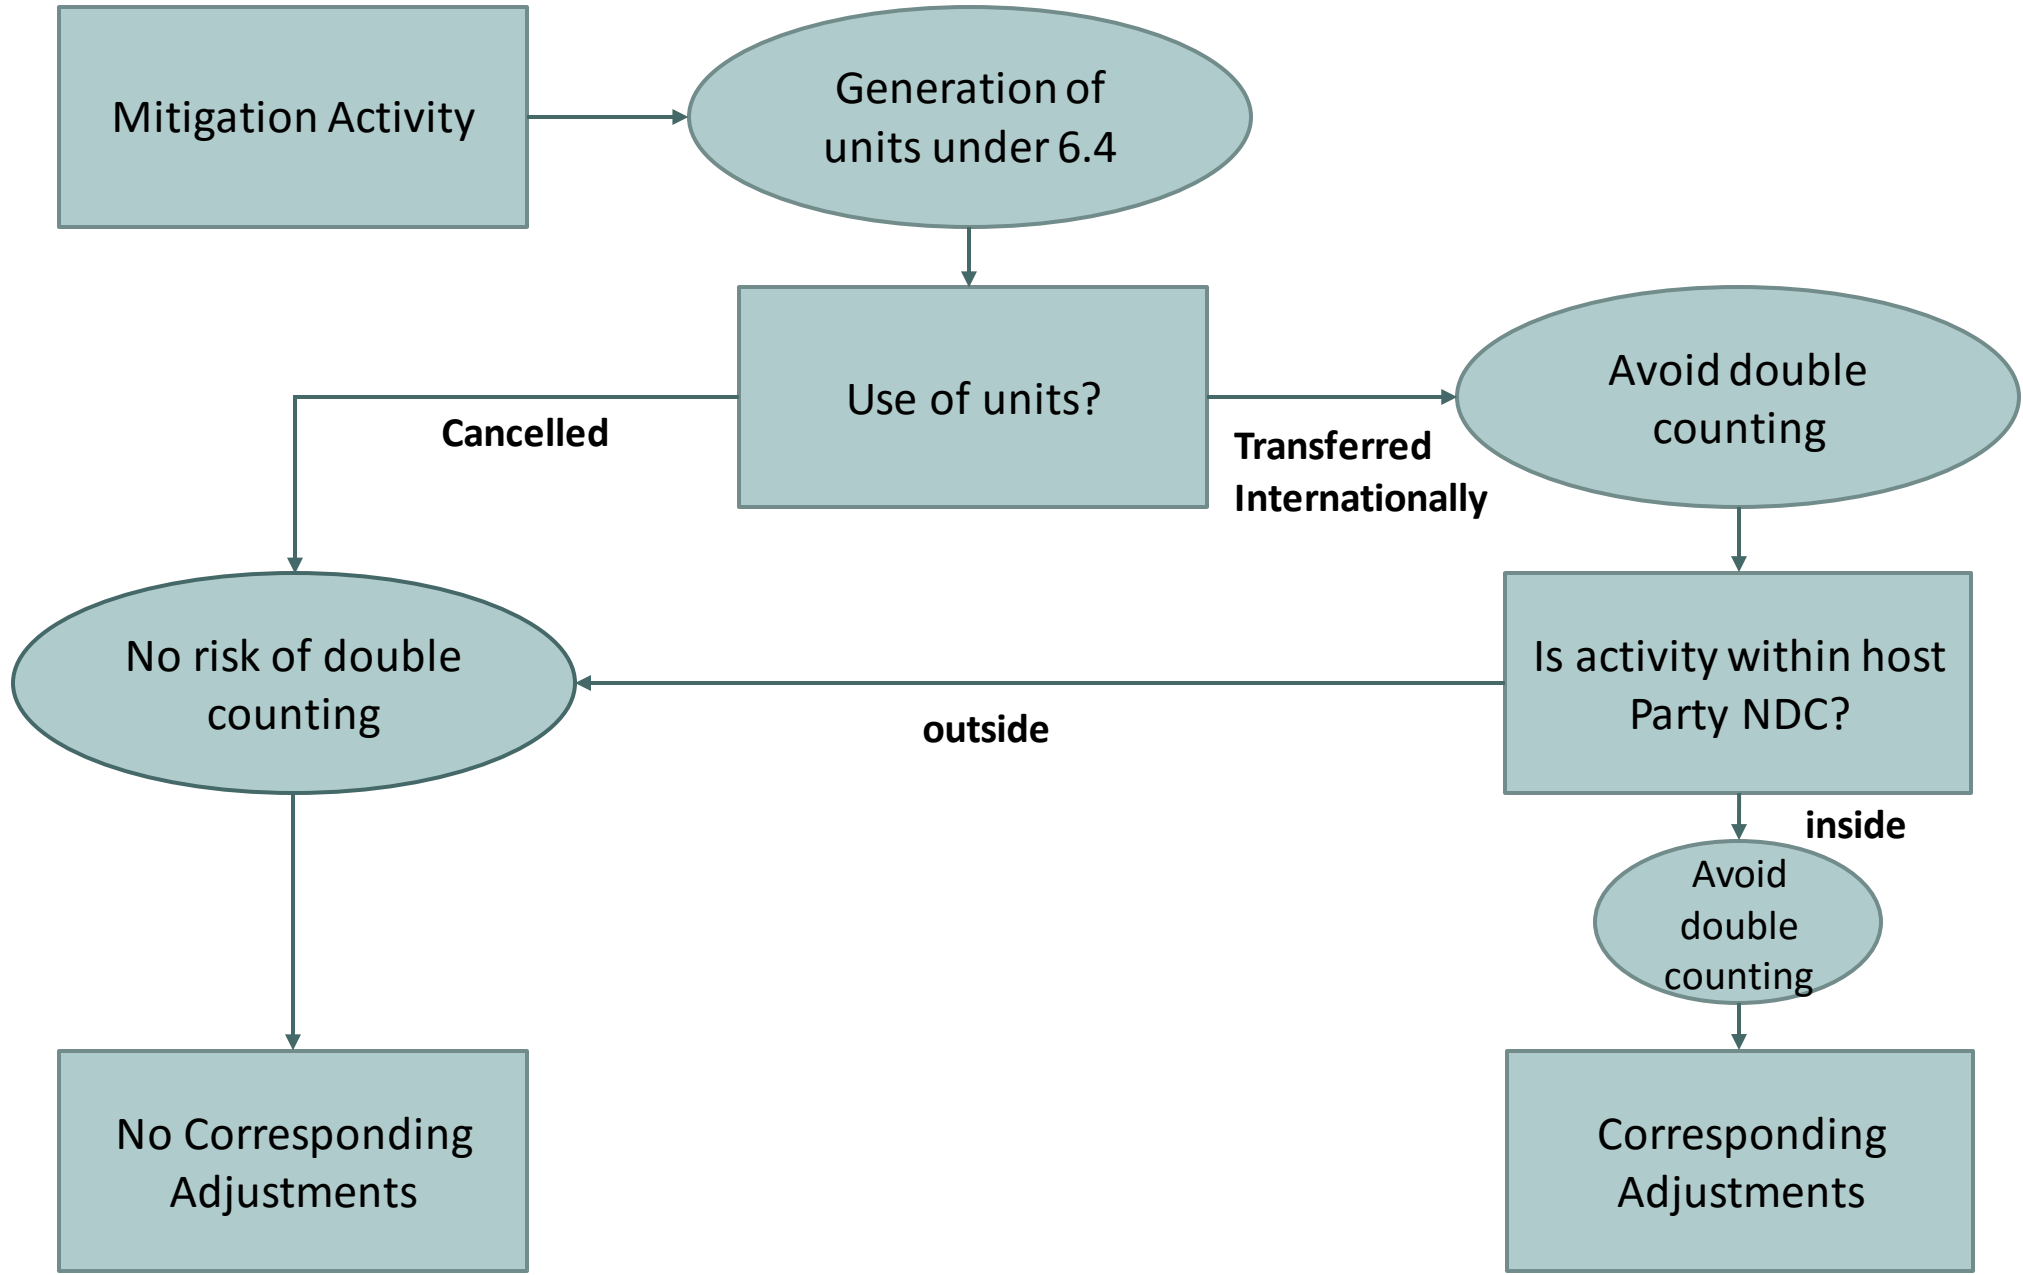 Mitigation Activity
Generation of
units under 6.4
Use of units?
Avoid double
counting
Cancelled
Transferred
Internationally
No risk of double
counting
Is activity within host
Party NDC?
outside
inside
Avoid
double
counting
No Corresponding
Adjustments
Corresponding
Adjustments